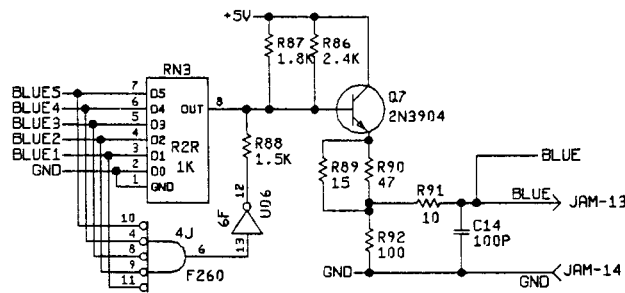 +5V
R87
1.8K
R86
2.4K
RN3
BLUE5 7 D5
BLUE4 6 D4
BLUE3 5 D3
BLUE2 4 D2
BLUE1 3 D1
GND 2 D0
1 GND
OUT 8
R2R
1K
Q7
2N3904
R88
1.5K
R89
15
R90
47
R91
10
R92
100
BLUE
BLUE JAM-13
C14
100P
GND
GND JAM-14
12
6F
U06
13
4J
10
4
8
9
11
6
F260